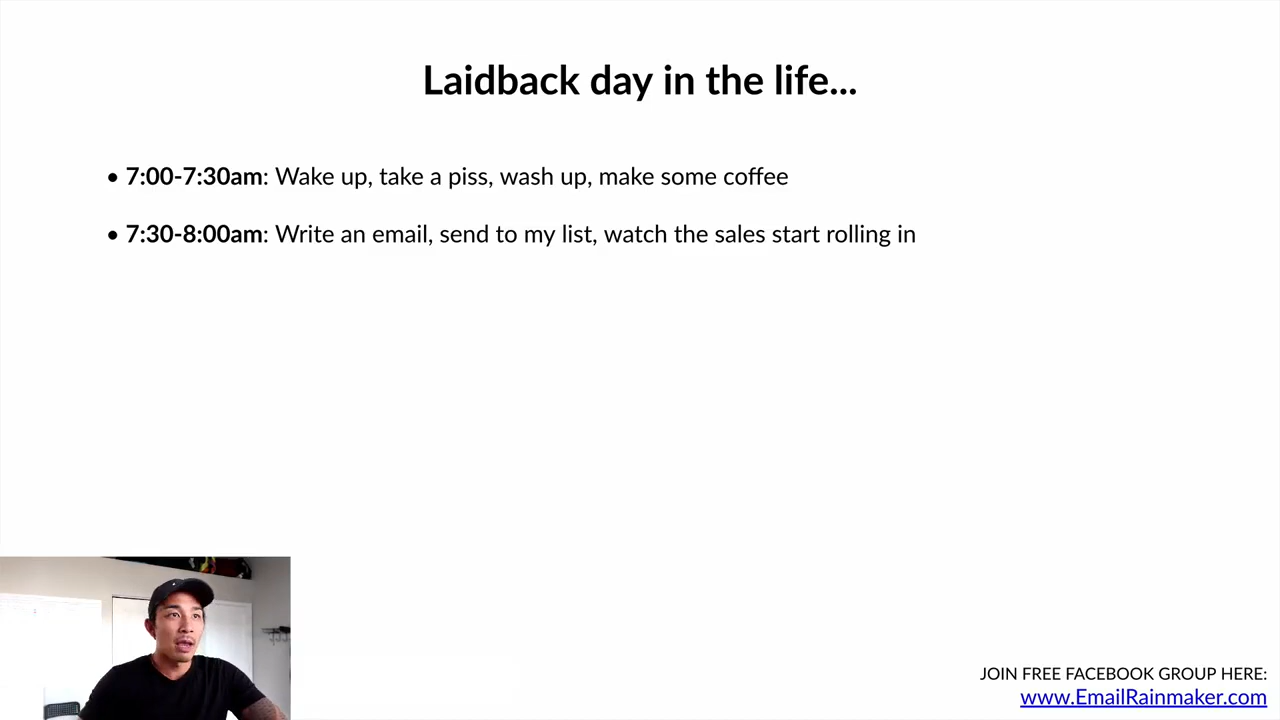 Laidback day in the life...
• 7:00-7:30am: Wake up, take a piss, wash up, make some coffee
• 7:30-8:00am: Write an email, send to my list, watch the sales start rolling in
JOIN FREE FACEBOOK GROUP HERE:
www.EmailRainmaker.com